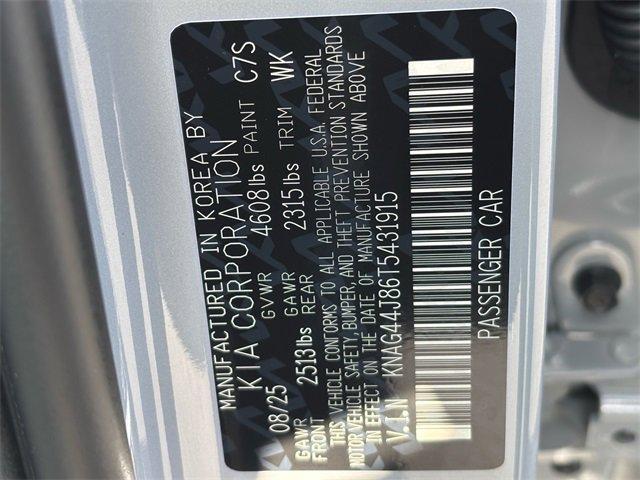 MANUFACTURED IN KOREA BY
KIA CORPORATION
08/25 GVWR 4608lbs PAINT C7S
GAWR FRONT 2513lbs GAWR REAR 2315lbs TRIM WK
THIS VEHICLE CONFORMS TO ALL APPLICABLE U.S.A. FEDERAL
MOTOR VEHICLE SAFETY, BUMPER, AND THEFT PREVENTION STANDARDS
IN EFFECT ON THE DATE OF MANUFACTURE SHOWN ABOVE
V.I.N KNAG44J86T5431915
PASSENGER CAR